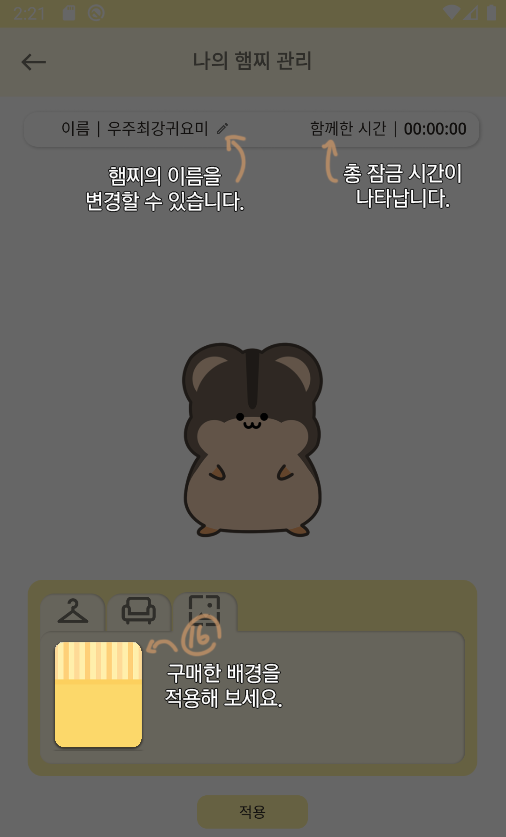 2:21
나의 햄찌 관리
이름 | 우주최강귀요미
함께한 시간 | 00:00:00
햄찌의 이름을
변경할 수 있습니다.
총 잠금 시간이
나타납니다.
16
구매한 배경을
적용해 보세요.
적용